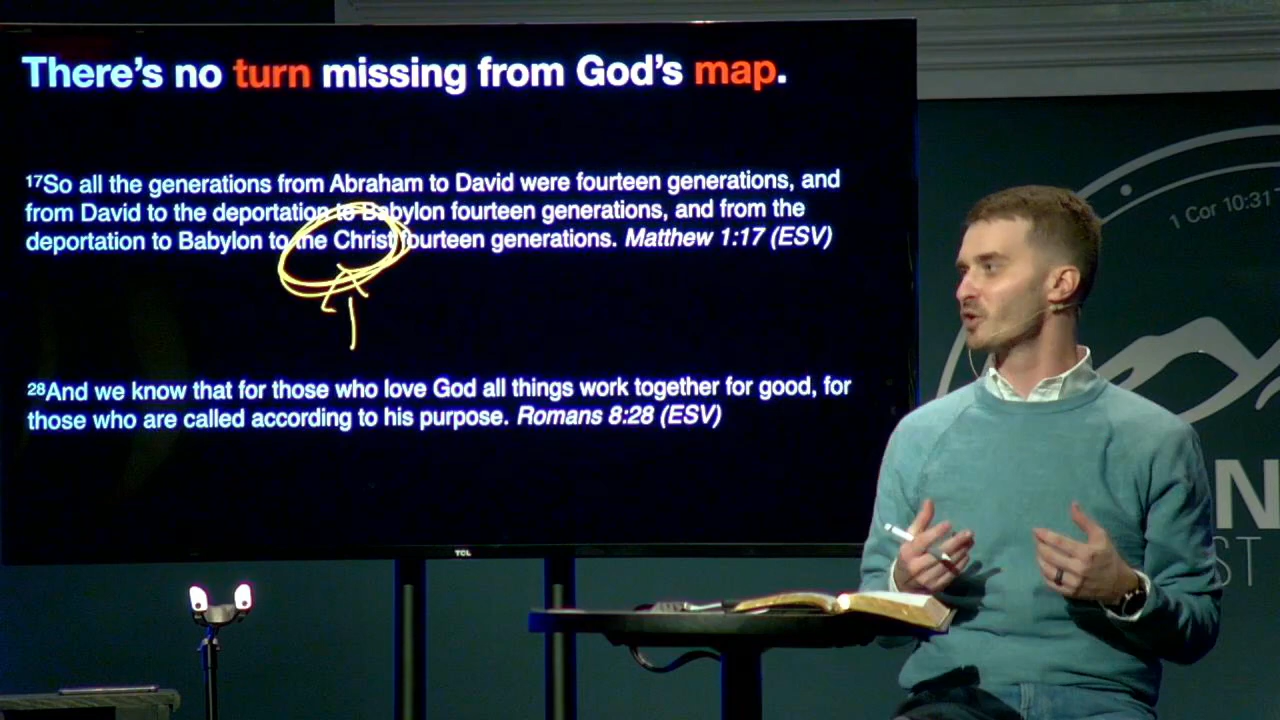 There's no turn missing from God's map.
¹⁷So all the generations from Abraham to David were fourteen generations, and
from David to the deportation to Babylon fourteen generations, and from the
deportation to Babylon to the Christ fourteen generations. Matthew 1:17 (ESV)
²⁸And we know that for those who love God all things work together for good, for
those who are called according to his purpose. Romans 8:28 (ESV)
TCL
1 Cor 10:31
N
ST